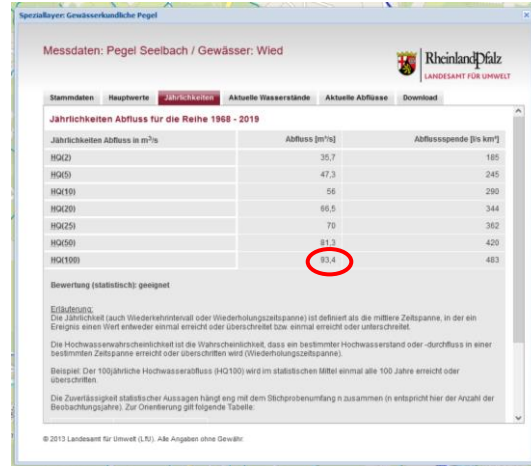 Speziallayer: Gewässerkundliche Pegel
Messdaten: Pegel Seelbach / Gewässer: Wied
RheinlandPfalz
LANDESAMT FÜR UMWELT
Stammdaten Hauptwerte Jährlichkeiten Aktuelle Wasserstände Aktuelle Abflüsse Download
Jährlichkeiten Abfluss für die Reihe 1968 - 2019
Jährlichkeiten Abfluss in m³/s Abfluss [m³/s] Abflussspende [l/s km²]
HQ(2) 35,7 185
HQ(5) 47,3 245
HQ(10) 56 290
HQ(20) 66,5 344
HQ(25) 70 362
HQ(50) 81,3 420
HQ(100) 93,4 483
Bewertung (statistisch): geeignet
Erläuterung:
Die Jährlichkeit (auch Wiederkehrintervall oder Wiederholungszeitspanne) ist definiert als die mittlere Zeitspanne, in der ein
Ereignis einen Wert entweder einmal erreicht oder überschreitet bzw. einmal erreicht oder unterschreitet.
Die Hochwasserwahrscheinlichkeit ist die Wahrscheinlichkeit, dass ein bestimmter Hochwasserstand oder -durchfluss in einer
bestimmten Zeitspanne erreicht oder überschritten wird (Wiederholungszeitspanne).
Beispiel: Der 100jährliche Hochwasserabfluss (HQ100) wird im statistischen Mittel einmal alle 100 Jahre erreicht oder
überschritten.
Die Zuverlässigkeit statistischer Aussagen hängt eng mit dem Stichprobenumfang n zusammen (n entspricht hier der Anzahl der
Beobachtungsjahre). Zur Orientierung gilt folgende Tabelle:
© 2013 Landesamt für Umwelt (LfU). Alle Angaben ohne Gewähr.